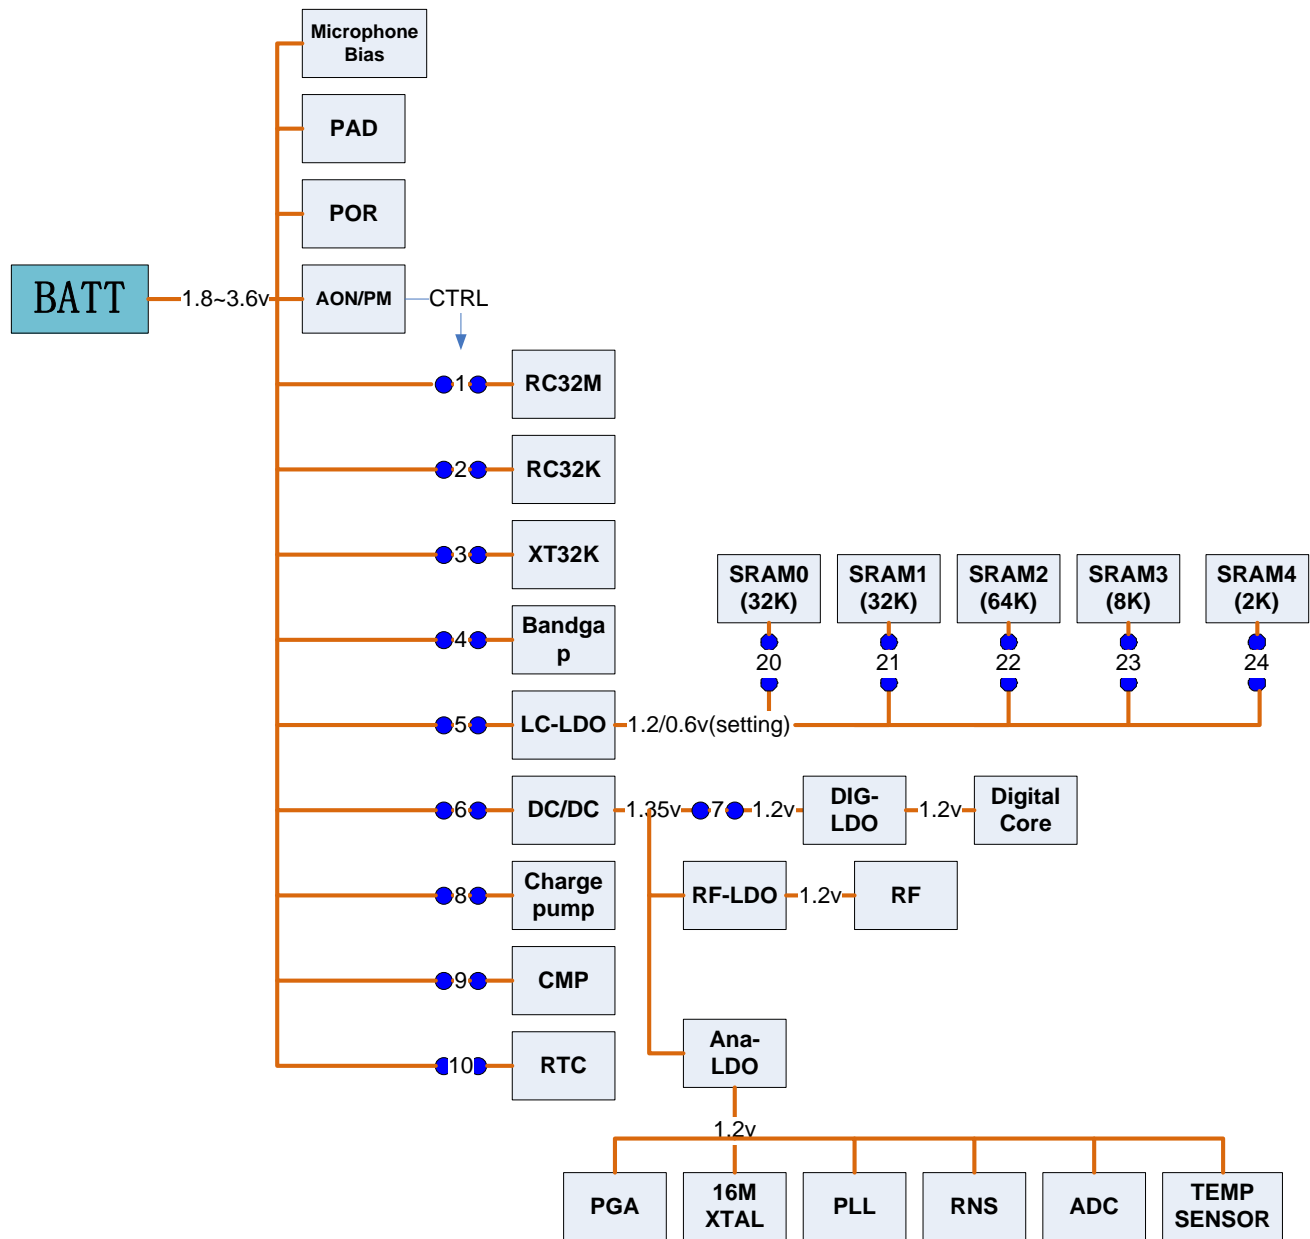 Microphone
Bias
PAD
POR
BATT
1.8~3.6v
AON/PM
CTRL
1
RC32M
2
RC32K
3
XT32K
SRAM0
(32K)
SRAM1
(32K)
SRAM2
(64K)
SRAM3
(8K)
SRAM4
(2K)
20
21
22
23
24
4
Bandga
p
5
LC-LDO
1.2/0.6v(setting)
6
DC/DC
1.35v
7
1.2v
DIG-
LDO
1.2v
Digital
Core
8
Charge
pump
RF-LDO
1.2v
RF
9
CMP
10
RTC
Ana-
LDO
1.2v
PGA
16M
XTAL
PLL
RNS
ADC
TEMP
SENSOR